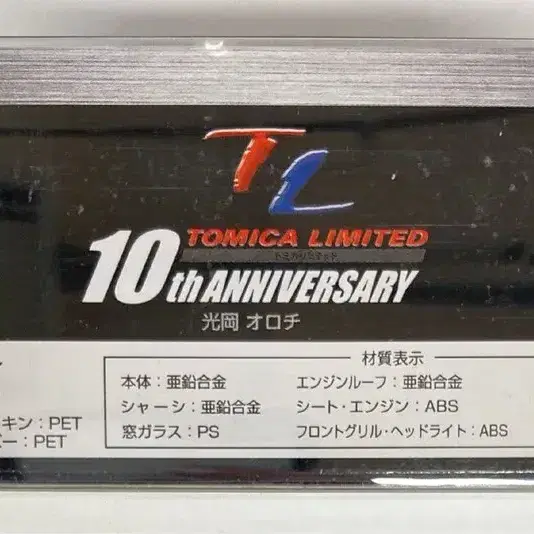 TL
TOMICA LIMITED
トミカリミテッド
10th ANNIVERSARY
光岡 オロチ
材質表示
本体：亜鉛合金
エンジンルーフ：亜鉛合金
シャーシ：亜鉛合金
シート・エンジン：ABS
窓ガラス：PS
フロントグリル・ヘッドライト：ABS
キン：PET
バー：PET